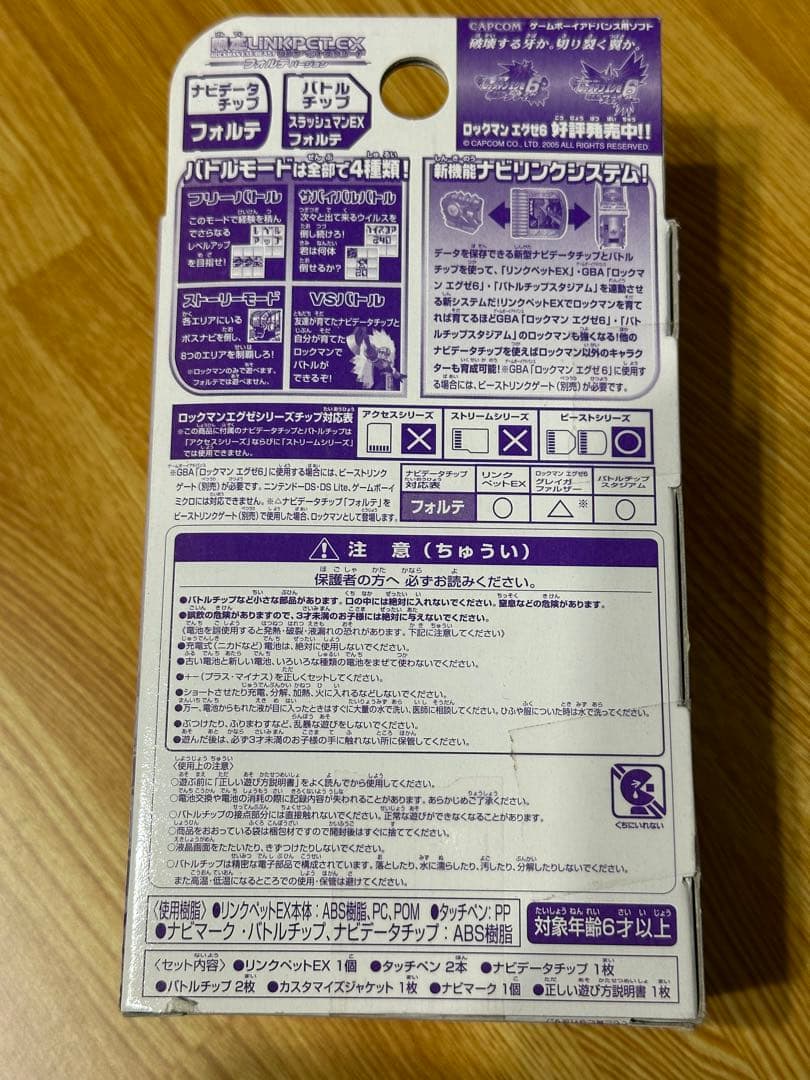 LINKPET.EX
フォルテバージョン
ナビデータ
チップ
フォルテ
バトル
チップ
スラッシュマンEX
フォルテ
CAPCOM ゲームボーイアドバンス用ソフト
破壊する牙か。切り裂く翼か。
ロックマン エグゼ6 好評発売中!!
© CAPCOM CO., LTD. 2005 ALL RIGHTS RESERVED.
バトルモードは全部で4種類!
フリーバトル
このモードで経験を積ん
でさらなる
レベルアップ
を目指せ!
レベル
アップ
サバイバルバトル
次々と出て来るウイルスを
倒し続けろ!
君は何体
倒せるか?
ストーリーモード
各エリアにいる
ボスナビを倒し、
8つのエリアを制覇しろ!
※ロックマンのみで遊べます。
フォルテでは遊べません。
VSバトル
友達が育てたナビデータチップと
自分が育てた
ロックマンで
バトルが
できるぞ!
新機能ナビリンクシステム!
データを保存できる新型ナビデータチップとバトル
チップを使って、「リンクペットEX」・GBA「ロックマ
ン エグゼ6」・「バトルチップスタジアム」を連動させ
る新システムだ!リンクペットEXでロックマンを育て
れば育てるほどGBA「ロックマン エグゼ6」・「バト
ルチップスタジアム」のロックマンも強くなる!他の
ナビデータチップを使えばロックマン以外のキャラク
ターも育成可能!※GBA「ロックマン エグゼ6」に使用す
る場合には、ビーストリンクゲート(別売)が必要です。
ロックマンエグゼシリーズチップ対応表
※この商品に付属のナビデータチップとバトルチップは
「アクセスシリーズ」ならびに「ストリームシリーズ」
では使用できません。
アクセスシリーズ ストリームシリーズ ビーストシリーズ
※GBA「ロックマン エグゼ6」に使用する場合には、ビーストリンク
ゲート(別売)が必要です。ニンテンドーDS・DS Lite、ゲームボーイ
ミクロには対応できません。※△ナビデータチップ「フォルテ」を
ビーストリンクゲート(別売)で使用した場合、ロックマンとして登場します。
ナビデータチップ
対応表
リンク
ペットEX
ロックマン エグゼ6
グレイガ
ファルザー
バトルチップ
スタジアム
フォルテ ○ △※ ○
注 意(ちゅうい)
保護者の方へ 必ずお読みください。
●バトルチップなど小さな部品があります。口の中には絶対に入れないでください。窒息などの危険があります。
●誤飲の危険がありますので、3才未満のお子様には絶対に与えないでください。
(電池を誤使用すると発熱・破裂・液漏れの恐れがあります。下記に注意してください)
●充電式(ニカドなど)電池は、絶対に使用しないでください。
●古い電池と新しい電池、いろいろな種類の電池をまぜて使わないでください。
●+-(プラス・マイナス)を正しくセットしてください。
●ショートさせたり充電、分解、加熱、火に入れるなどしないでください。
●万一、電池からもれた液が目に入ったときはすぐに大量の水で洗い、医師に相談してください。ひふや服についた時は水で洗ってください。
●ぶつけたり、ふりまわすなど、乱暴な遊びをしないでください。
●遊んだ後は、必ず3才未満のお子様の手に触れない所に保管してください。
〈使用上の注意〉
○遊ぶ前に「正しい遊び方説明書」をよく読んでから使用してください。
○電池交換や電池の消耗の際に記録内容が失われることがあります。あらかじめご了承ください。
○バトルチップの接点部分には直接触れないでください。正常な遊びができなくなることがあります。
○商品をおおっている袋は梱包材ですので開封後はすぐに捨ててください。
○液晶画面をたたいたり、きずつけたりしないでください。
○バトルチップは精密な電子部品で構成されています。落としたり、水に濡らしたり、汚したり、分解したりしないでください。
また高温・低温になるところでの使用・保管は避けてください。
くちにいれない
〈使用樹脂〉●リンクペットEX本体:ABS樹脂、PC、POM ●タッチペン:PP
●ナビマーク・バトルチップ、ナビデータチップ:ABS樹脂
対象年齢6才以上
〈セット内容〉●リンクペットEX 1個 ●タッチペン 2本 ●ナビデータチップ 1枚
●バトルチップ 2枚 ●カスタマイズジャケット 1枚 ●ナビマーク 1個 ●正しい遊び方説明書 1枚